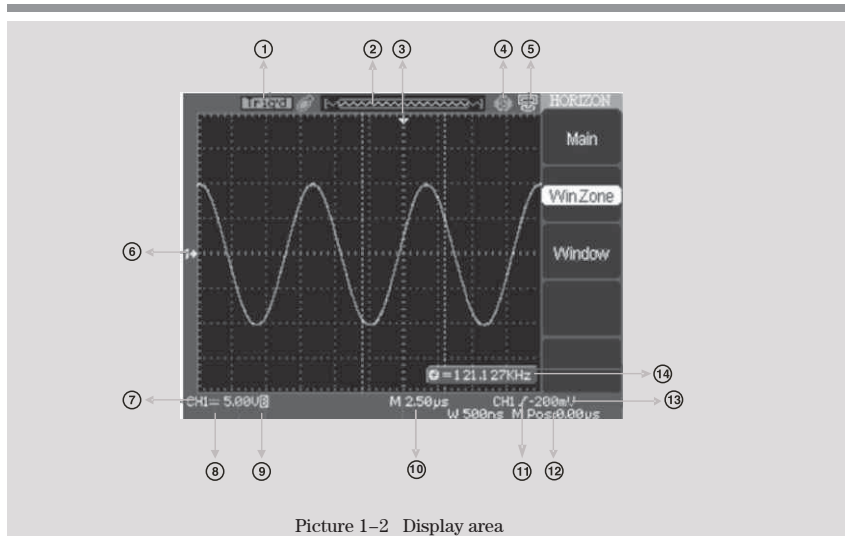 ① ② ③ ④ ⑤
Trig'd HORIZON
Main
Win Zone
⑥
Window
=121.127KHz ⑭
⑦ CH1 5.00V M 2.50μs CH1 -200mV ⑬
W 500ns M Pos:0.00μs
⑧ ⑨ ⑩ ⑪ ⑫
Picture 1-2 Display area